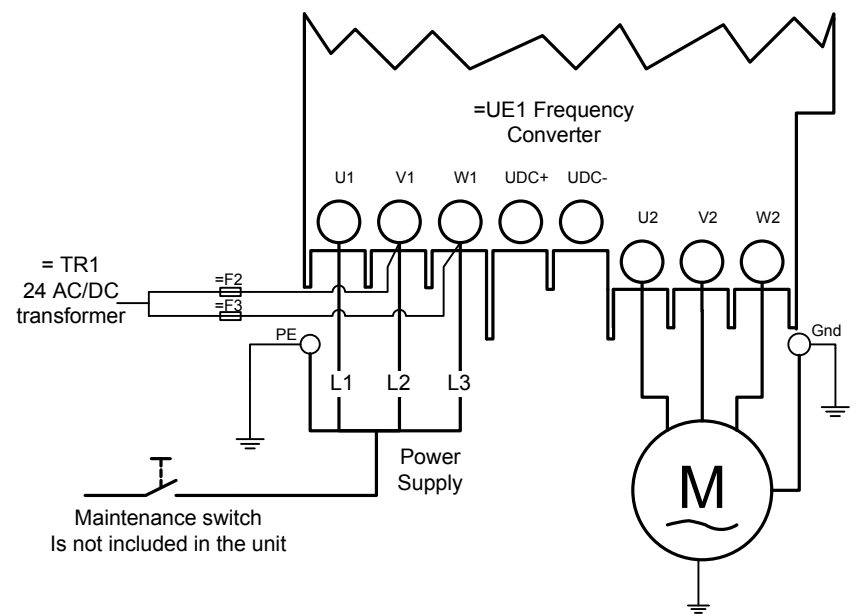 =UE1 Frequency
Converter
U1 V1 W1 UDC+ UDC-
U2 V2 W2
= TR1
24 AC/DC
transformer
=F2
=F3
PE
Gnd
L1 L2 L3
Power
Supply
M
Maintenance switch
Is not included in the unit